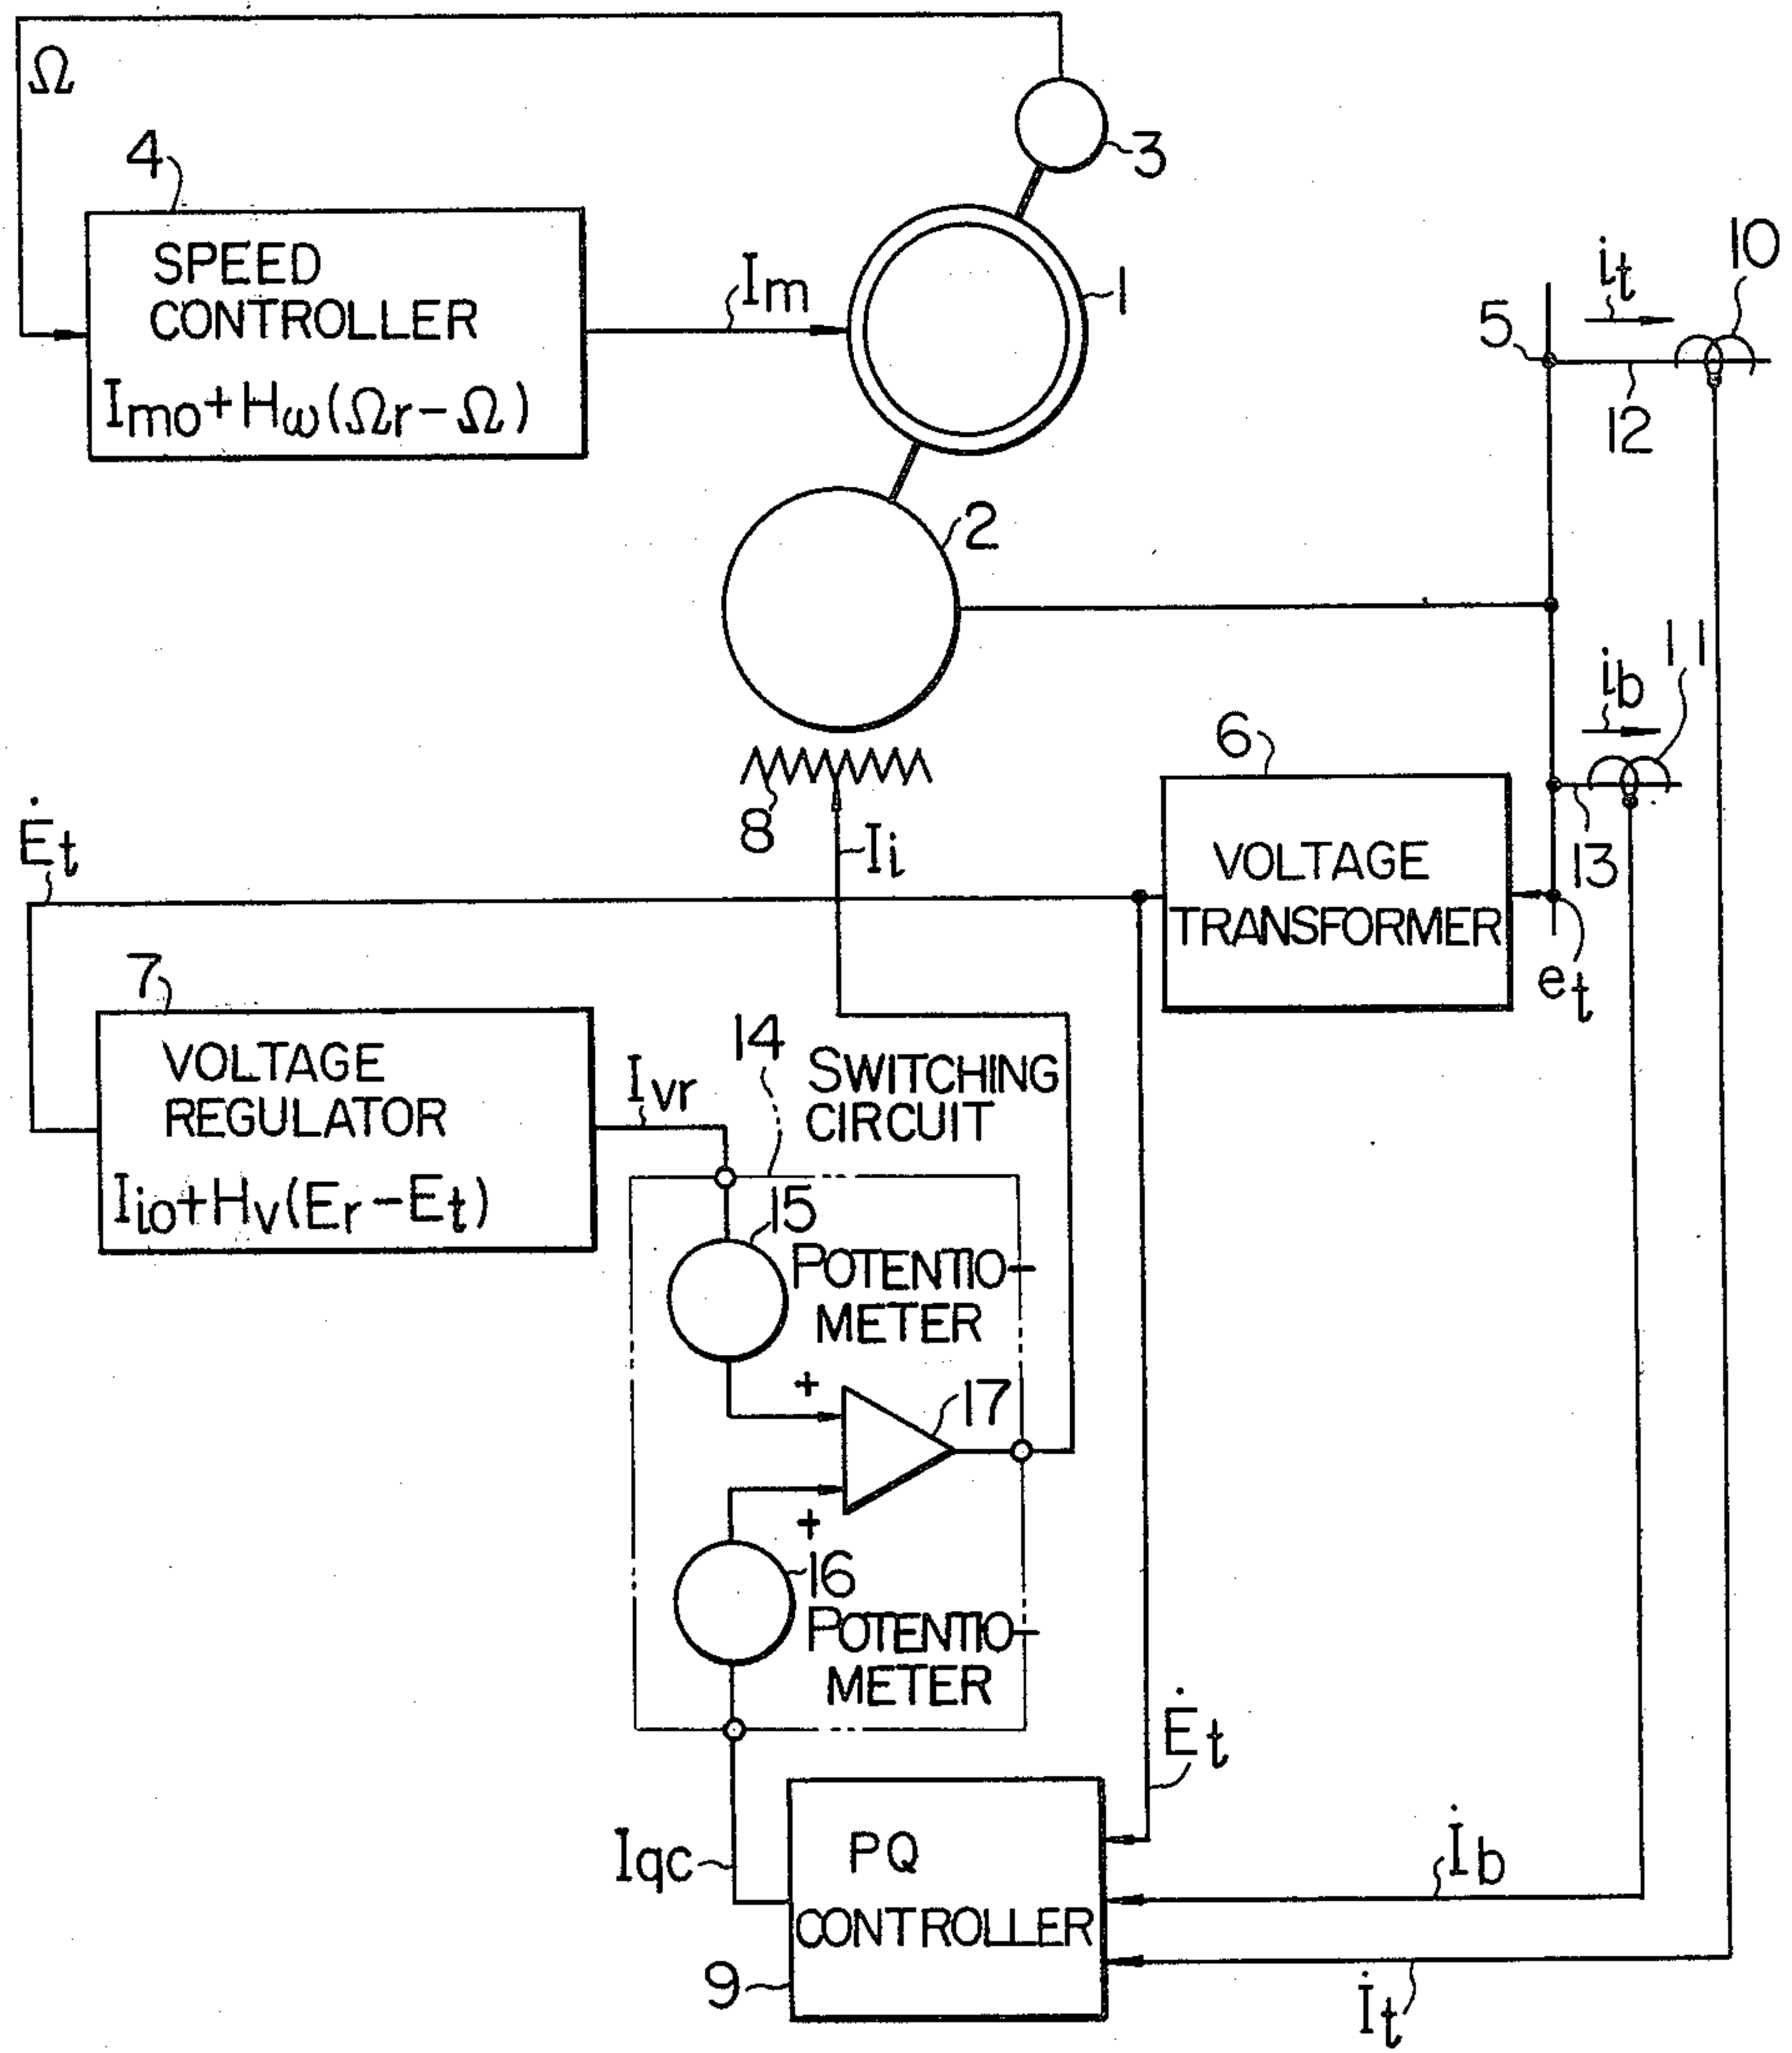 Ω
4
3
SPEED
CONTROLLER
Imo+Hω(Ωr-Ω)
Im
1
it
10
5
12
2
ib
11
6
8
Ėt
Ii
VOLTAGE
TRANSFORMER
13
et
7
VOLTAGE
REGULATOR
Iio+Hv(Er-Et)
Ivr
14
SWITCHING
CIRCUIT
15
POTENTIO-
METER
+
17
+
16
POTENTIO-
METER
Ėt
Iqc
PQ
CONTROLLER
9
İb
İt